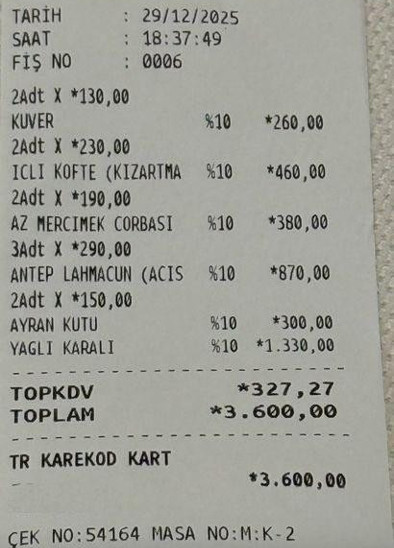 TARİH : 29/12/2025
SAAT : 18:37:49
FİŞ NO : 0006
2Adt X *130,00
KUVER %10 *260,00
2Adt X *230,00
ICLI KOFTE (KIZARTMA %10 *460,00
2Adt X *190,00
AZ MERCIMEK CORBASI %10 *380,00
3Adt X *290,00
ANTEP LAHMACUN (ACIS %10 *870,00
2Adt X *150,00
AYRAN KUTU %10 *300,00
YAGLI KARALI %10 *1.330,00
TOPKDV *327,27
TOPLAM *3.600,00
TR KAREKOD KART
*3.600,00
ÇEK NO:54164 MASA NO:M:K-2